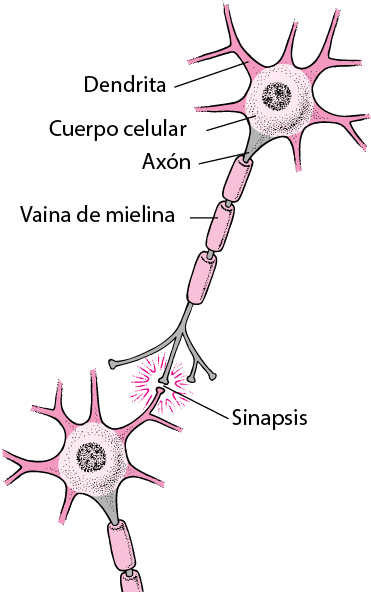 Dendrita
Cuerpo celular
Axón
Vaina de mielina
Sinapsis